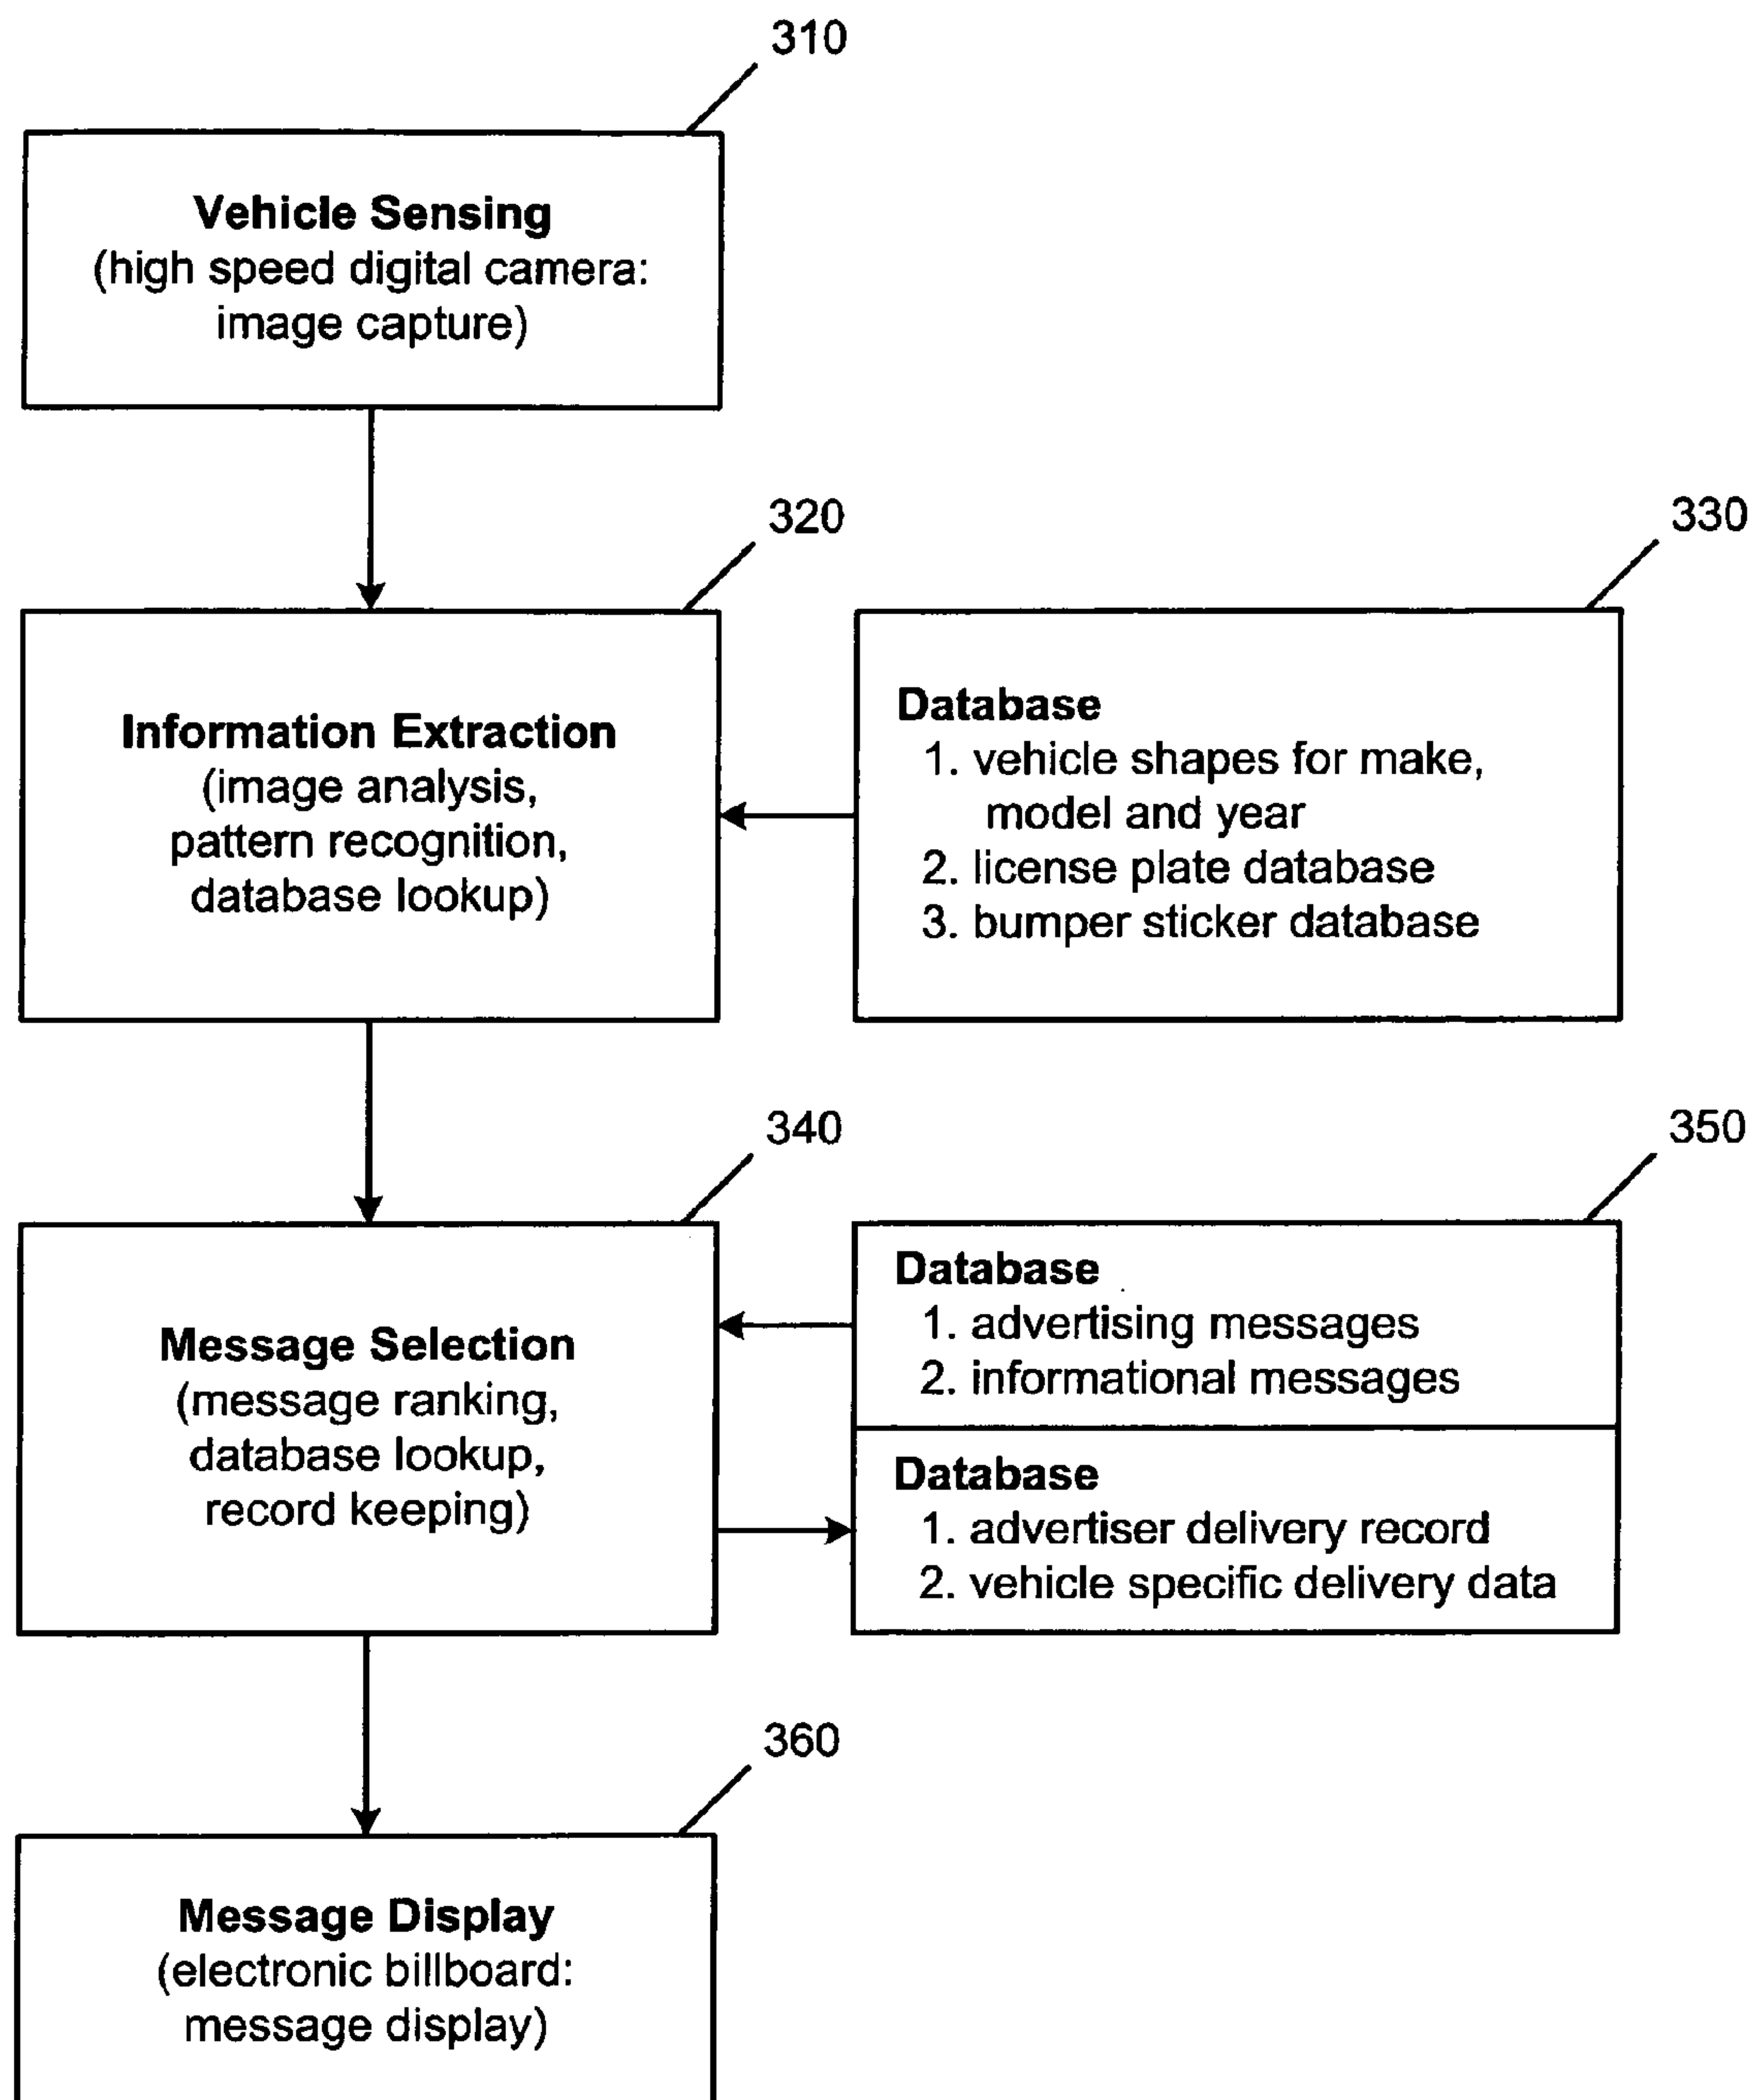 310
Vehicle Sensing
(high speed digital camera:
image capture)
320
330
Information Extraction
(image analysis,
pattern recognition,
database lookup)
Database
1. vehicle shapes for make,
model and year
2. license plate database
3. bumper sticker database
340
350
Message Selection
(message ranking,
database lookup,
record keeping)
Database
1. advertising messages
2. informational messages
Database
1. advertiser delivery record
2. vehicle specific delivery data
360
Message Display
(electronic billboard:
message display)